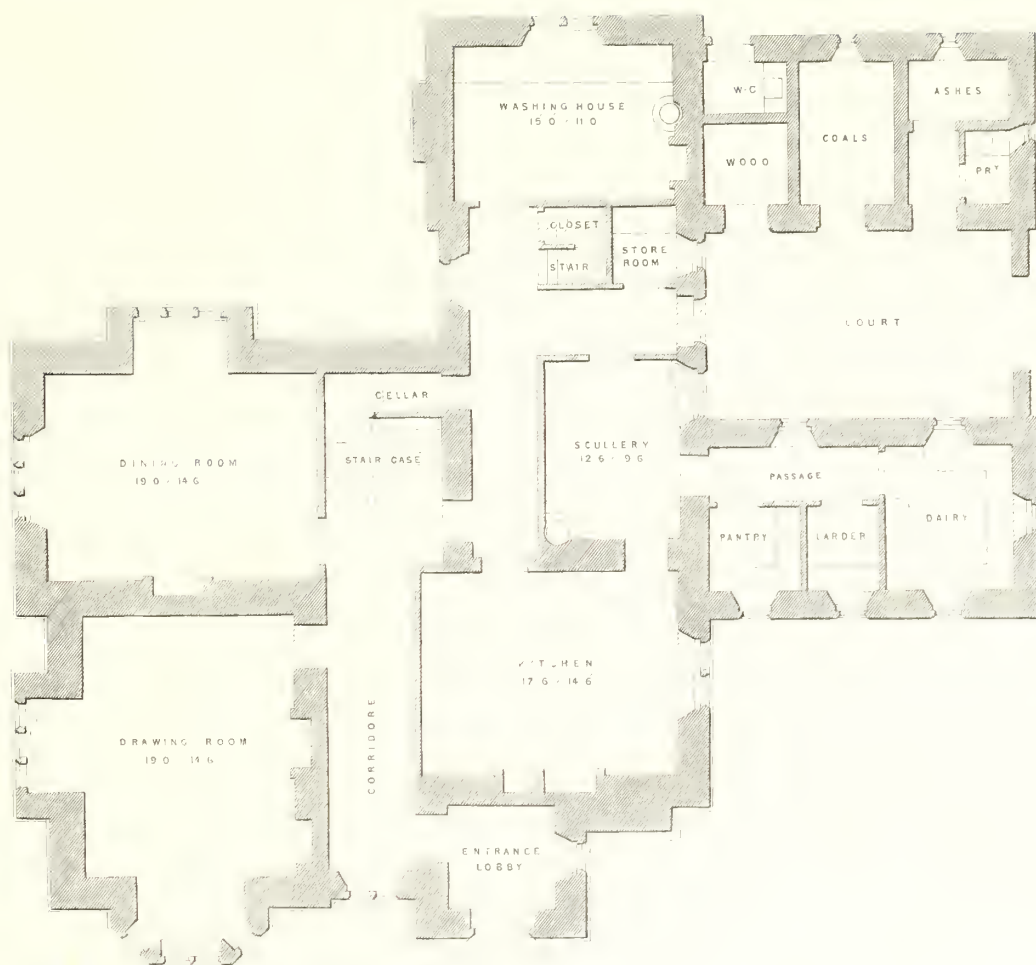 WASHING HOUSE
15 0 - 11 0
W·C
ASHES
COALS
WOOD
PRY
CLOSET
STAIR
STORE
ROOM
COURT
CELLAR
STAIR CASE
DINING ROOM
19 0 - 14 6
SCULLERY
12 6 - 9 6
PASSAGE
PANTRY
LARDER
DAIRY
KITCHEN
17 6 - 14 6
DRAWING ROOM
19 0 14 6
CORRIDORE
ENTRANCE
LOBBY